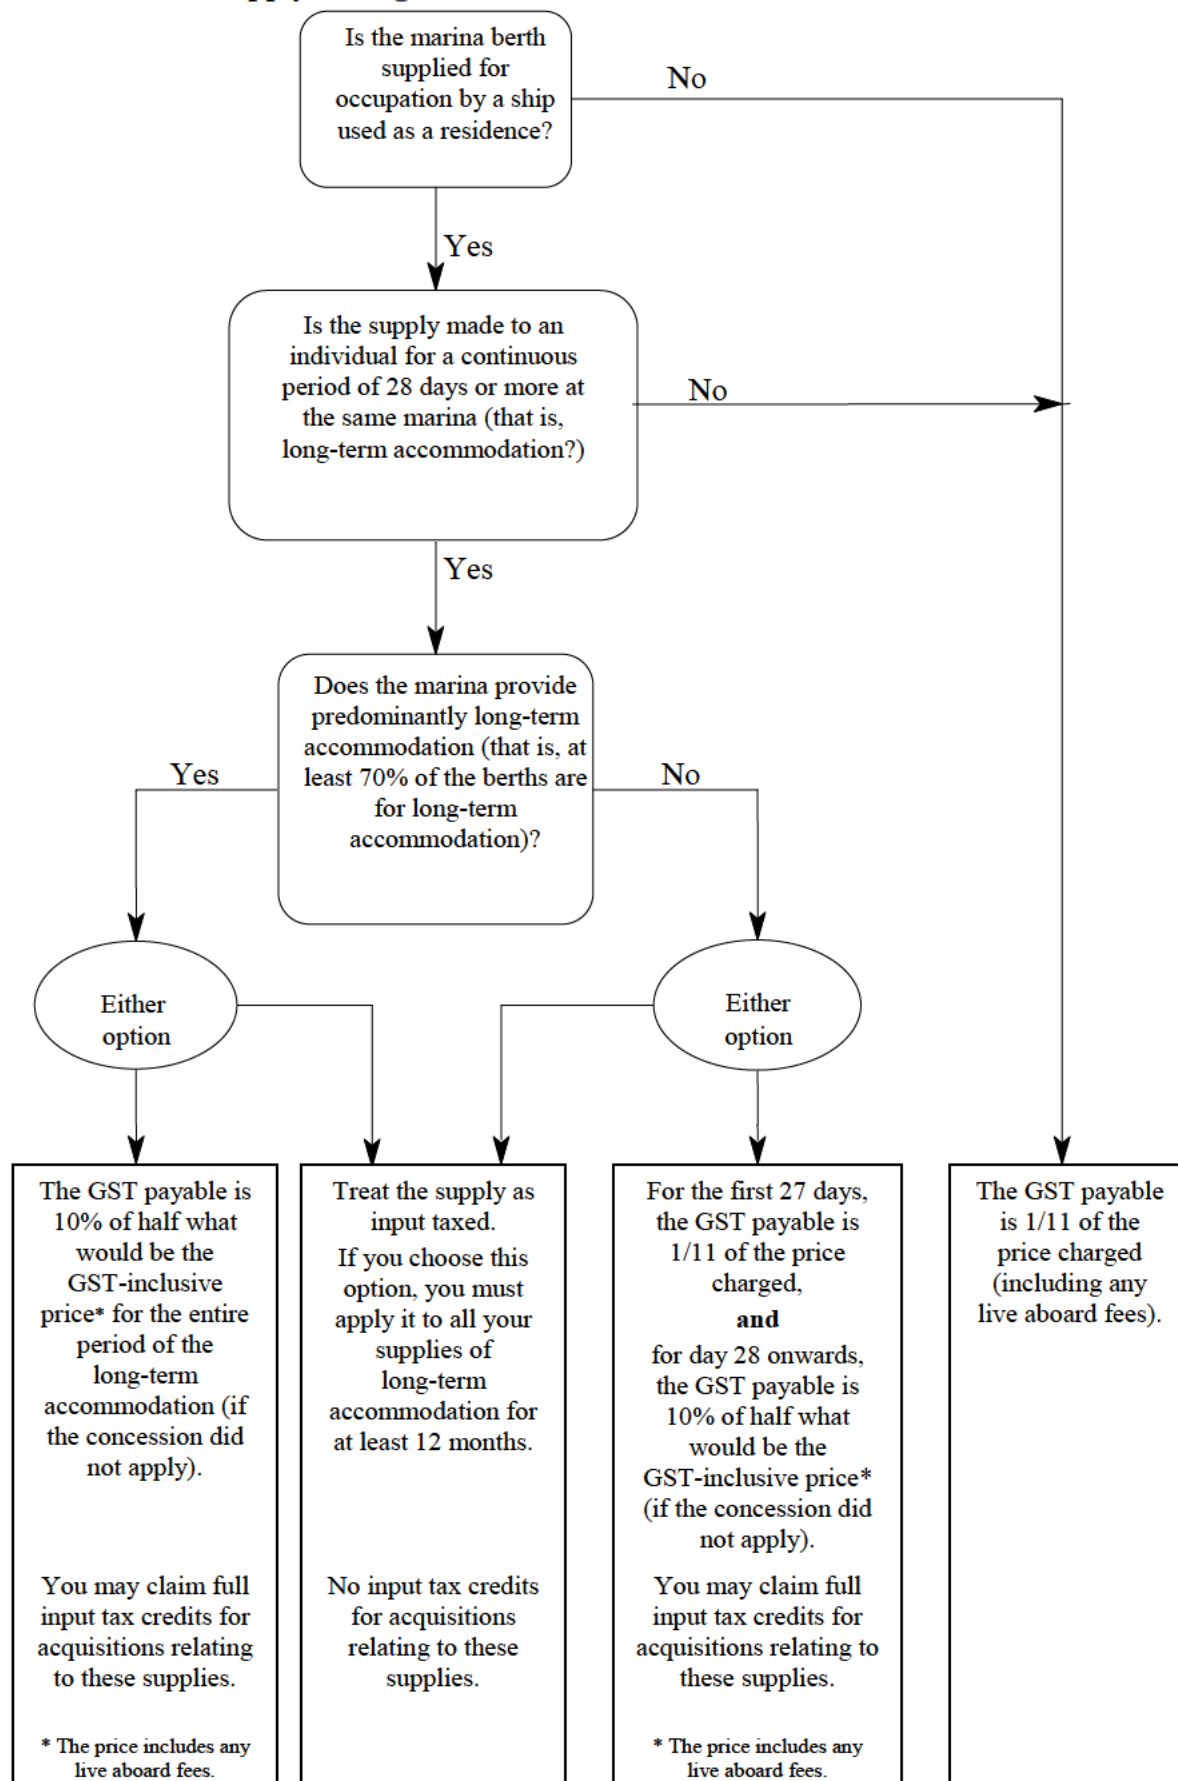 Is the marina berth
supplied for
occupation by a ship
used as a residence?
No
Yes
Is the supply made to an
individual for a continuous
period of 28 days or more at
the same marina (that is,
long-term accommodation?)
No
Yes
Does the marina provide
predominantly long-term
accommodation (that is, at
least 70% of the berths are
for long-term
accommodation)?
Yes
No
Either
option
Either
option
The GST payable is
10% of half what
would be the
GST-inclusive
price* for the entire
period of the
long-term
accommodation (if
the concession did
not apply).
You may claim full
input tax credits for
acquisitions relating
to these supplies.
* The price includes any
live aboard fees.
Treat the supply as
input taxed.
If you choose this
option, you must
apply it to all your
supplies of
long-term
accommodation for
at least 12 months.
No input tax credits
for acquisitions
relating to these
supplies.
For the first 27 days,
the GST payable is
1/11 of the price
charged,
and
for day 28 onwards,
the GST payable is
10% of half what
would be the
GST-inclusive price*
(if the concession did
not apply).
You may claim full
input tax credits for
acquisitions relating to
these supplies.
* The price includes any
live aboard fees.
The GST payable
is 1/11 of the
price charged
(including any
live aboard fees).